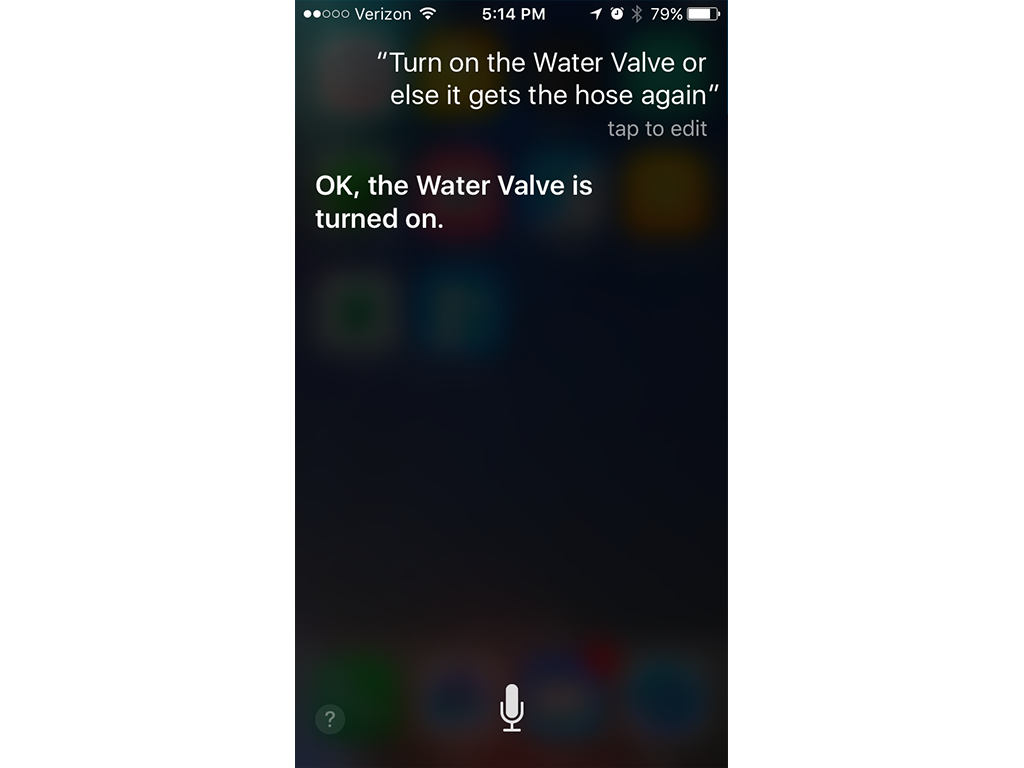 Verizon 5:14 PM 79%
“Turn on the Water Valve or
else it gets the hose again”
tap to edit
OK, the Water Valve is
turned on.
?